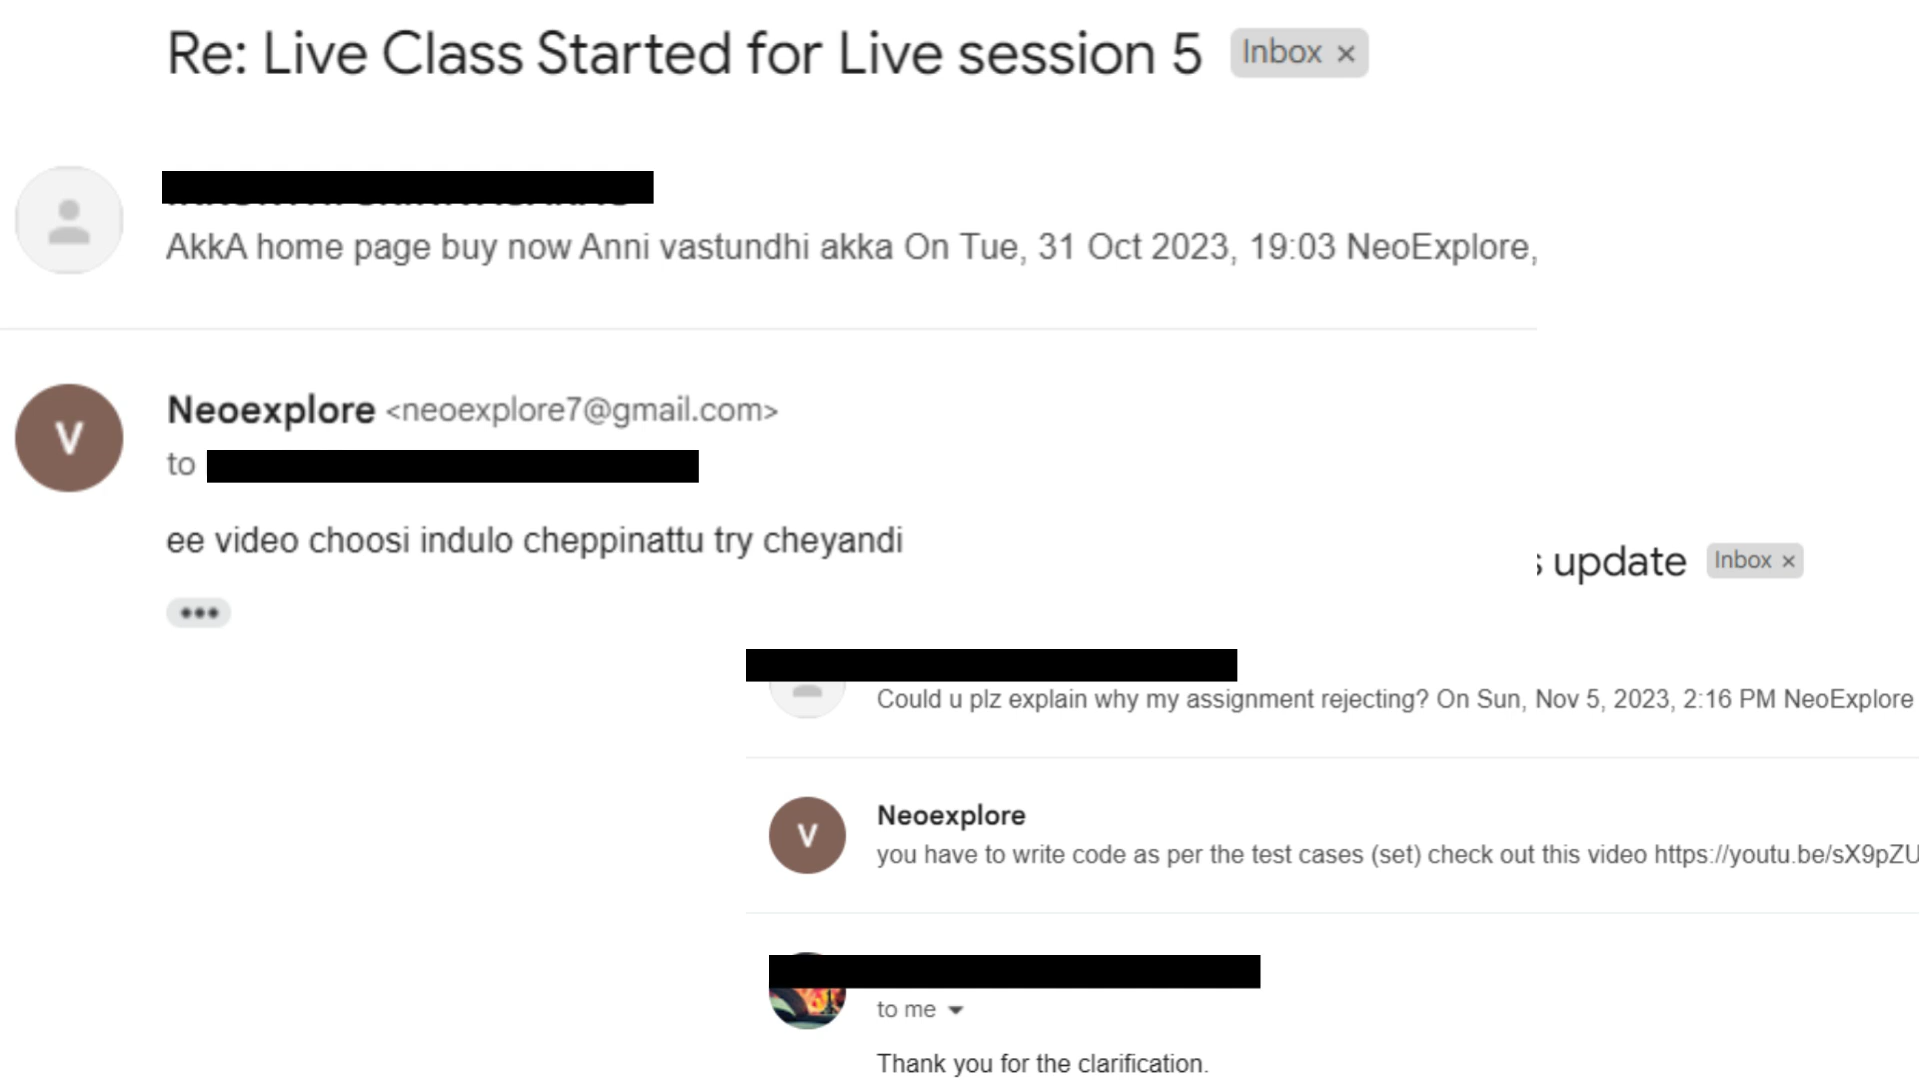 Re: Live Class Started for Live session 5 Inbox ×
AkkA home page buy now Anni vastundhi akka On Tue, 31 Oct 2023, 19:03 NeoExplore,
V
Neoexplore <neoexplore7@gmail.com>
to
ee video choosi indulo cheppinattu try cheyandi
update Inbox ×
Could u plz explain why my assignment rejecting? On Sun, Nov 5, 2023, 2:16 PM NeoExplore
V
Neoexplore
you have to write code as per the test cases (set) check out this video https://youtu.be/sX9pZU
to me
Thank you for the clarification.